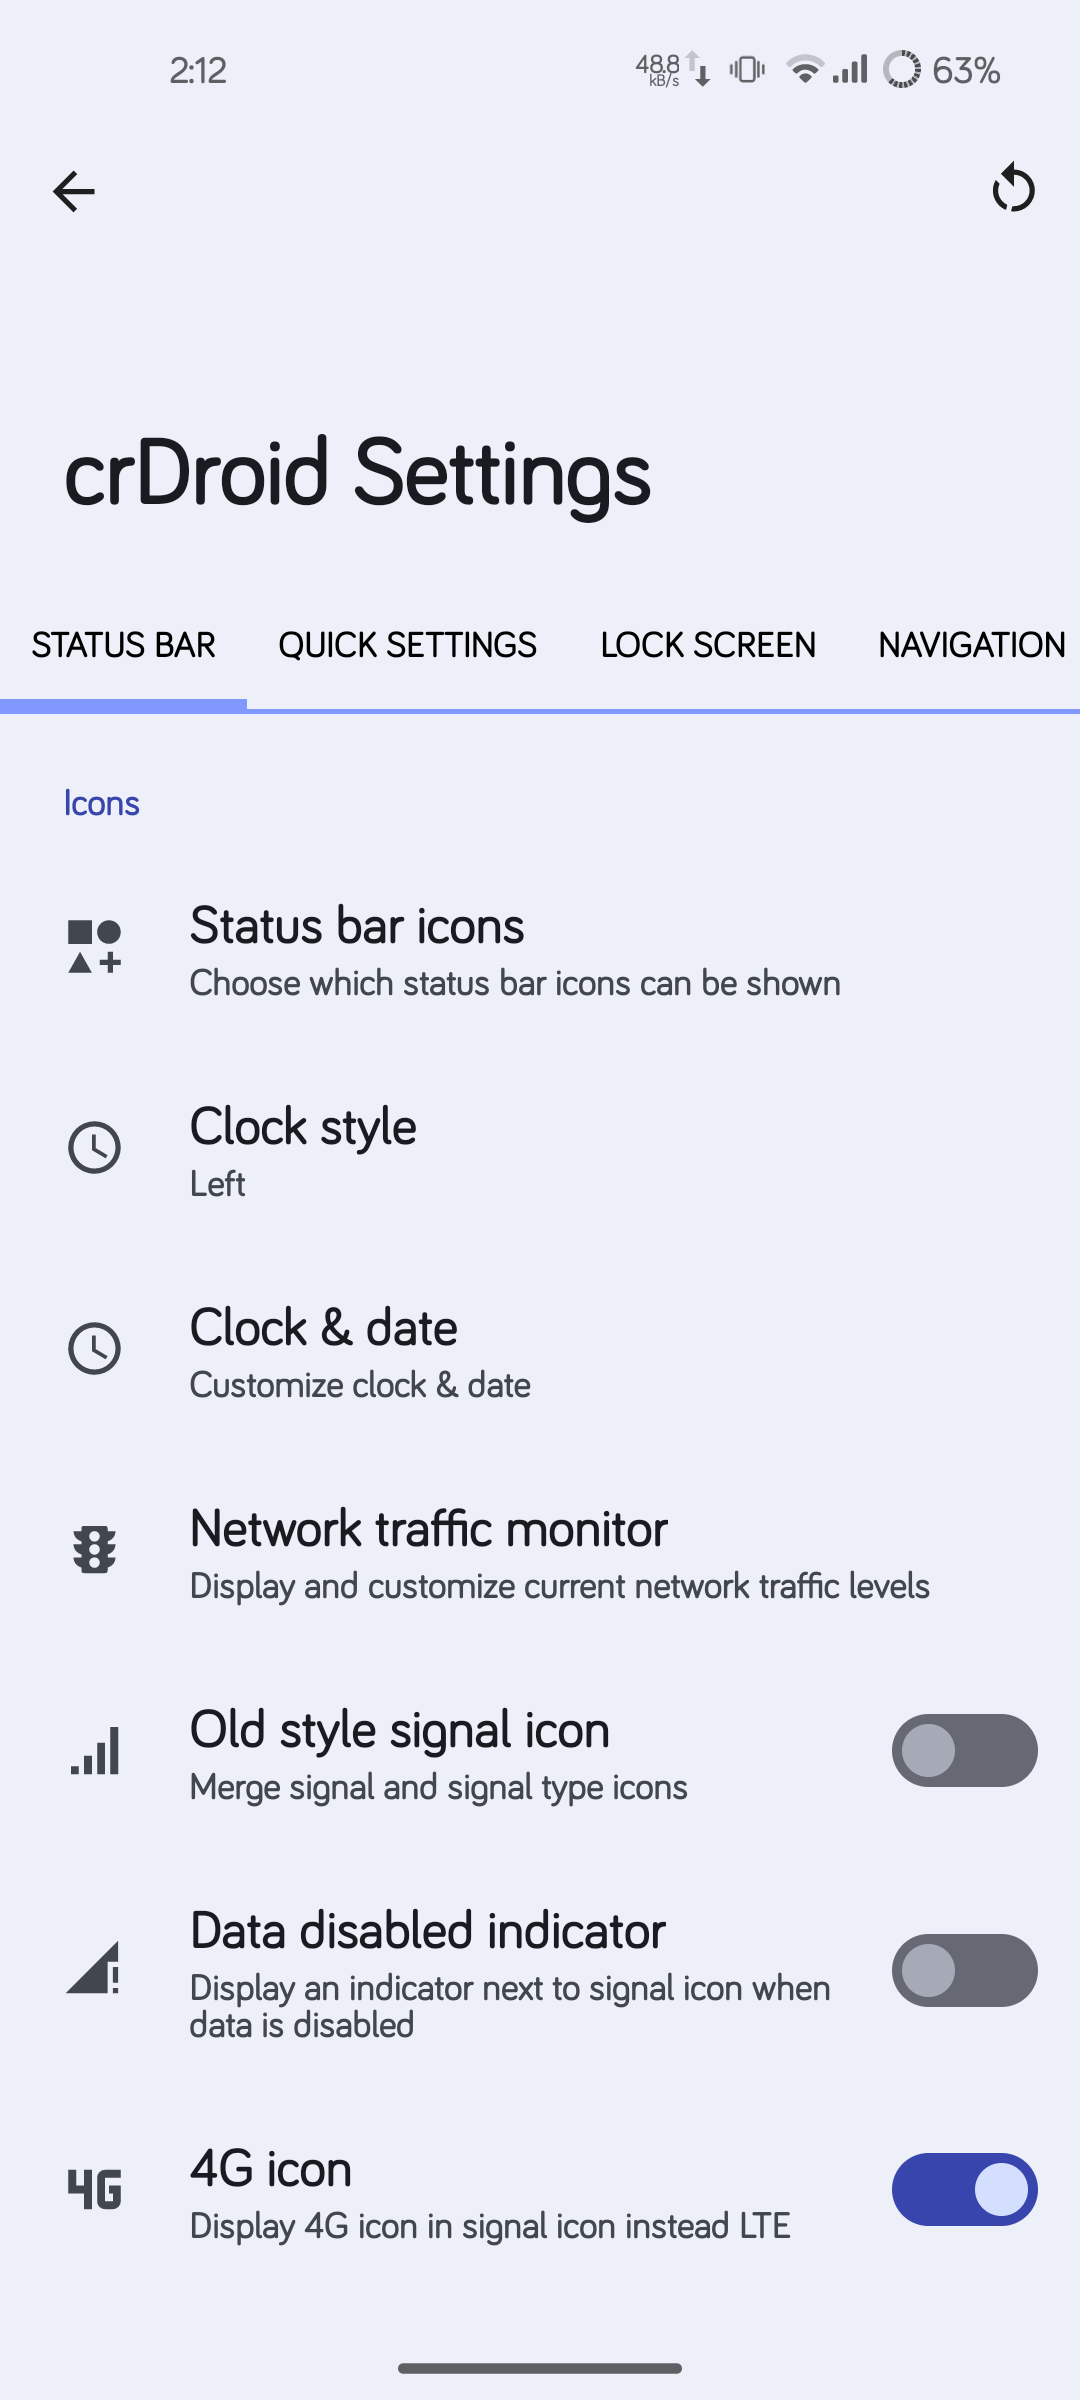 2:12
48.8
kB/s
63%
crDroid Settings
STATUS BAR
QUICK SETTINGS
LOCK SCREEN
NAVIGATION
Icons
Status bar icons
Choose which status bar icons can be shown
Clock style
Left
Clock & date
Customize clock & date
Network traffic monitor
Display and customize current network traffic levels
Old style signal icon
Merge signal and signal type icons
Data disabled indicator
Display an indicator next to signal icon when
data is disabled
4G
4G icon
Display 4G icon in signal icon instead LTE